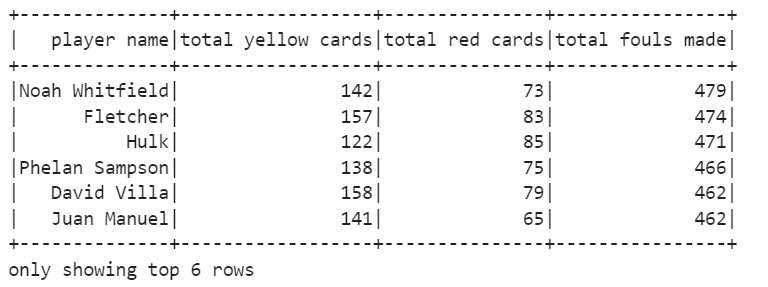 +--------------+------------------+---------------+----------------+
|   player name|total yellow cards|total red cards|total fouls made|
+--------------+------------------+---------------+----------------+
|Noah Whitfield|               142|             73|             479|
|      Fletcher|               157|             83|             474|
|          Hulk|               122|             85|             471|
|Phelan Sampson|               138|             75|             466|
|   David Villa|               158|             79|             462|
|   Juan Manuel|               141|             65|             462|
+--------------+------------------+---------------+----------------+
only showing top 6 rows